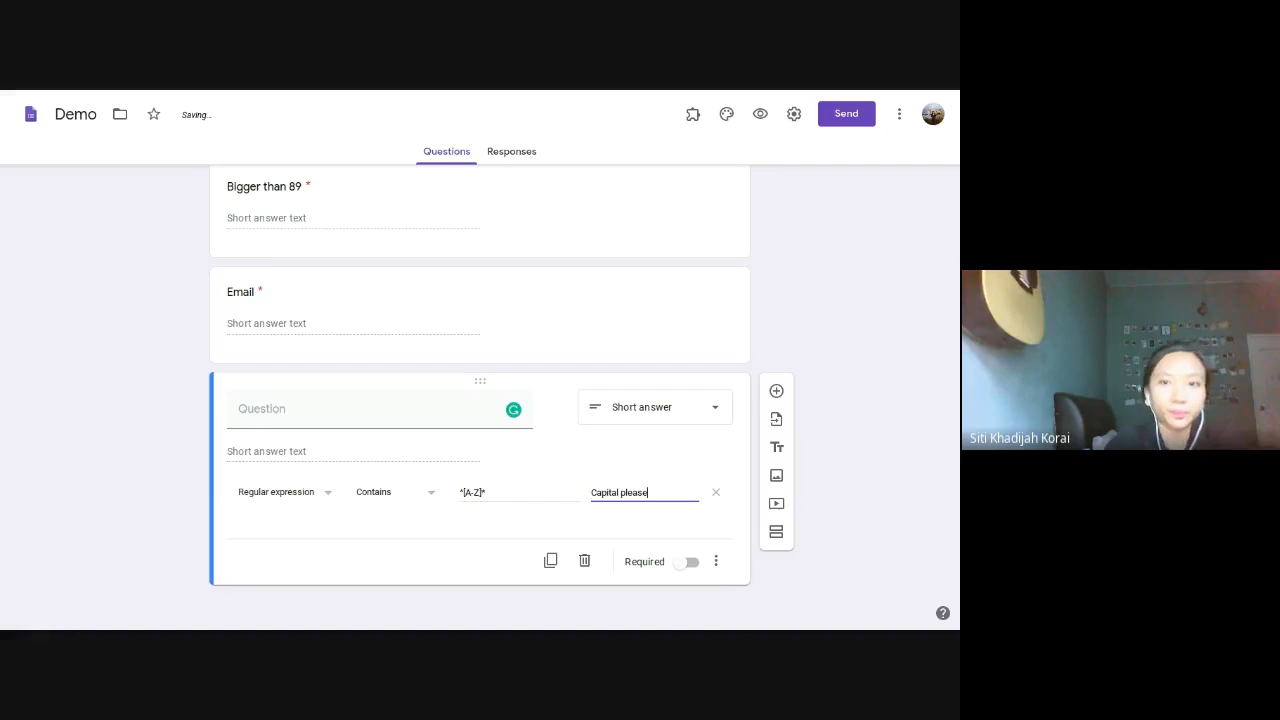 Demo
Saving...
Send
Questions
Responses
Bigger than 89 *
Short answer text
Email *
Short answer text
Question
Short answer
Short answer text
Regular expression
Contains
*[A-Z]*
Capital please
Required
Siti Khadijah Korai